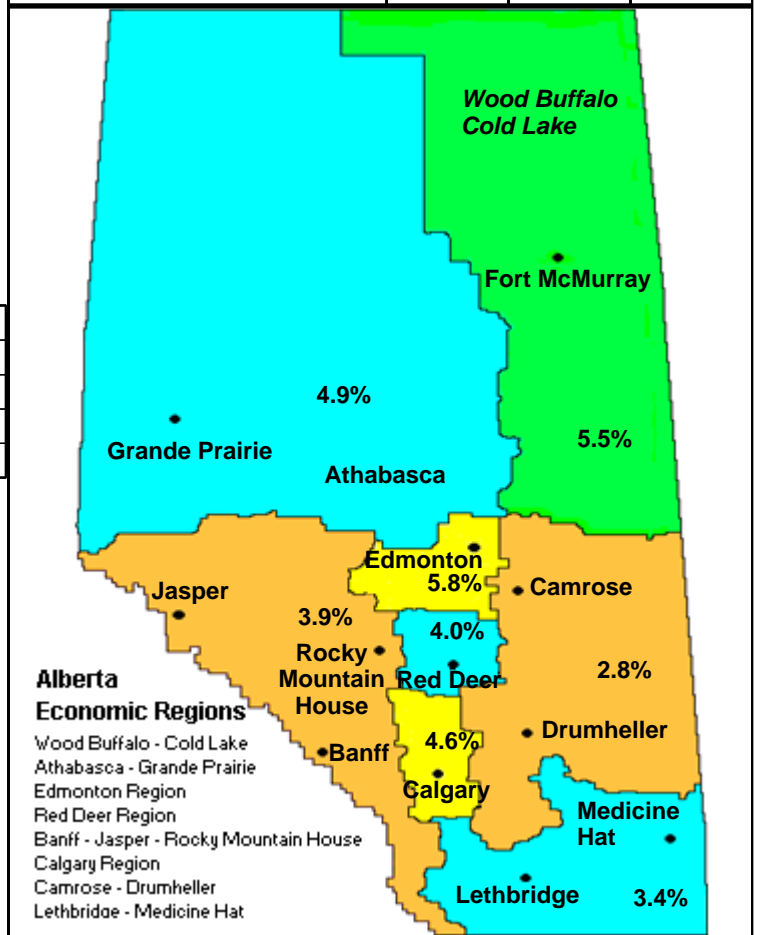 Wood Buffalo
Cold Lake
Fort McMurray
4.9%
5.5%
Grande Prairie
Athabasca
Edmonton
5.8%
Camrose
Jasper
3.9%
4.0%
Rocky
Mountain
House
Red Deer
2.8%
Drumheller
4.6%
Banff
Calgary
Medicine
Hat
Lethbridge
3.4%
Alberta
Economic Regions
Wood Buffalo - Cold Lake
Athabasca - Grande Prairie
Edmonton Region
Red Deer Region
Banff - Jasper - Rocky Mountain House
Calgary Region
Camrose - Drumheller
Lethbridge - Medicine Hat